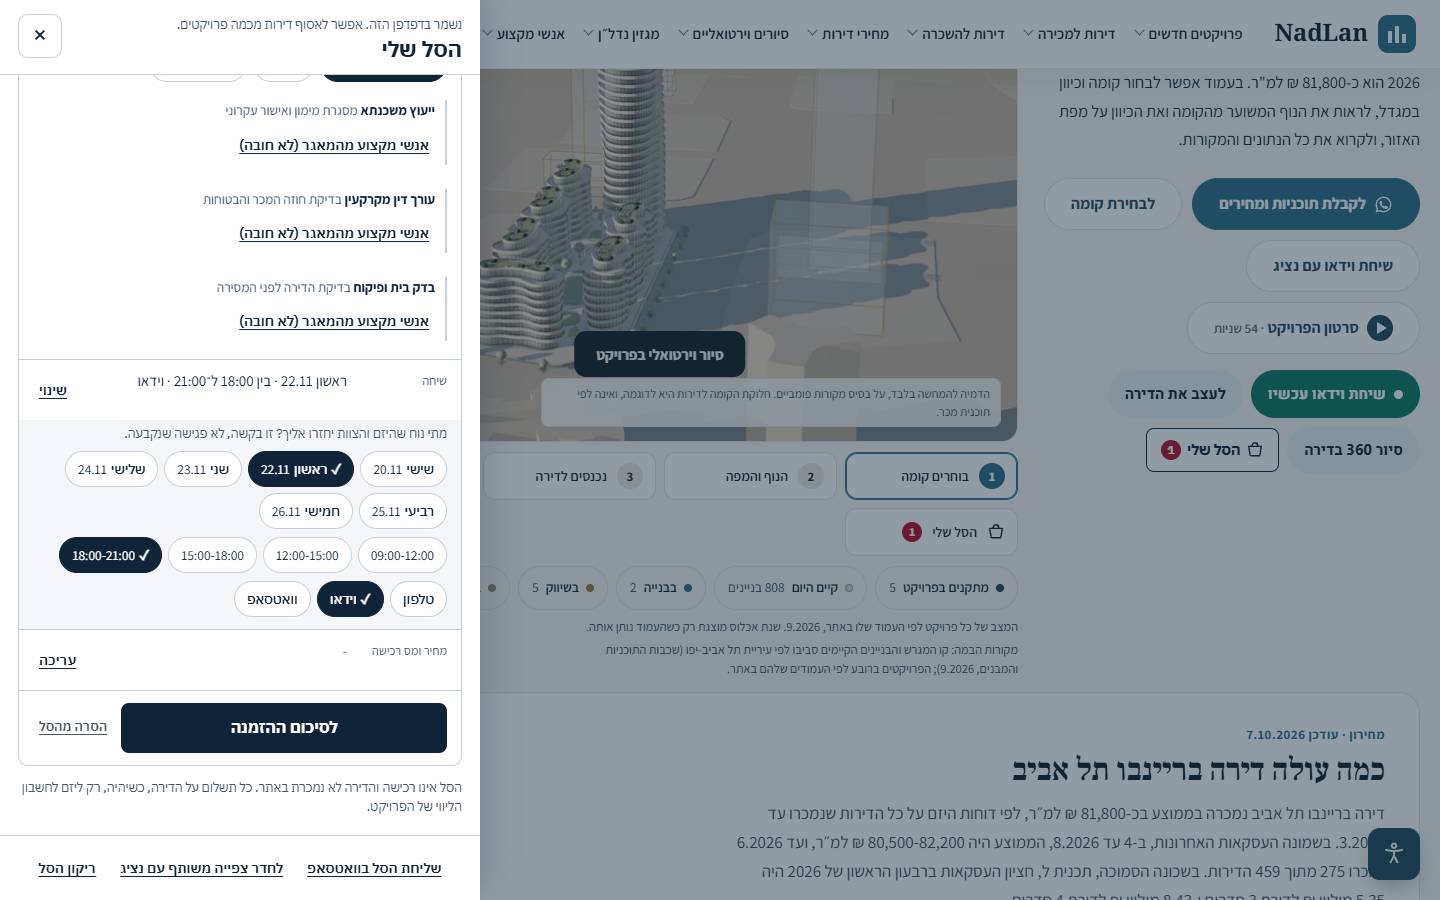 NadLan
פרויקטים חדשים
דירות למכירה
דירות להשכרה
מחירי דירות
סיורים וירטואליים
מגזין נדל״ן
אנשי מקצוע
נשמר בדפדפן הזה. אפשר לאסוף דירות מכמה פרויקטים.
הסל שלי
×
ייעוץ משכנתא מסגרת מימון ואישור עקרוני
אנשי מקצוע מהמאגר (לא חובה)
עורך דין מקרקעין בדיקת חוזה המכר והבטוחות
אנשי מקצוע מהמאגר (לא חובה)
בדק בית ופיקוח בדיקת הדירה לפני המסירה
אנשי מקצוע מהמאגר (לא חובה)
שיחה
ראשון 22.11 · בין 18:00 ל־21:00 · וידאו
שינוי
מתי נוח שהיזם והצוות יחזרו אליך? זו בקשה, לא פגישה שנקבעה.
שישי 20.11
✓ ראשון 22.11
שני 23.11
שלישי 24.11
רביעי 25.11
חמישי 26.11
09:00-12:00
12:00-15:00
15:00-18:00
✓ 18:00-21:00
טלפון
✓ וידאו
וואטסאפ
מחיר ומס רכישה
-
עריכה
לסיכום ההזמנה
הסרה מהסל
הסל אינו רכישה והדירה לא נמכרת באתר. כל תשלום על הדירה, כשיהיה, רק ליזם לחשבון
הליווי של הפרויקט.
שליחת הסל בוואטסאפ
לחדר צפייה משותף עם נציג
ריקון הסל
2026 הוא כ-81,800 ₪ למ"ר. בעמוד אפשר לבחור קומה וכיוון
במגדל, לראות את הנוף המשוער מהקומה ואת הכיוון על מפת
האזור, ולקרוא את כל הנתונים והמקורות.
לקבלת תוכניות ומחירים
לבחירת קומה
שיחת וידאו עם נציג
סרטון הפרויקט · 54 שניות
שיחת וידאו עכשיו
לעצב את הדירה
סיור 360 בדירה
הסל שלי 1
סיור וירטואלי בפרויקט
הדמיה להמחשה בלבד, על בסיס מקורות פומביים. חלוקת הקומה לדירות היא לדוגמה, ואינה לפי
תוכנית מכר.
1 בוחרים קומה
2 הנוף והמפה
3 נכנסים לדירה
הסל שלי 1
מתקנים בפרויקט 5
קיים היום 808 בניינים
בבנייה 2
בשיווק 5
המצב של כל פרויקט לפי העמוד שלו באתר, 9.2026. שנת אכלוס מוצגת רק כשהעמוד נותן אותה.
מקורות הבמה: קו המגרש והבניינים הקיימים סביבו לפי עיריית תל אביב-יפו (שכבות התוכניות
והמבנים, 9.2026); הפרויקטים ברובע לפי העמודים שלהם באתר.
מחירון · עודכן 7.10.2026
כמה עולה דירה בריינבו תל אביב
דירה בריינבו תל אביב נמכרה בממוצע בכ-81,800 ₪ למ״ר, לפי דוחות היזם על כל הדירות שנמכרו עד
3.20. בשמונה העסקאות האחרונות, ב-4 עד 8.2026, הממוצע היה 80,500-82,200 ₪ למ״ר, ועד 6.2026
275 מתוך 459 הדירות. בשכונה הסמוכה, תכנית ל, חציון העסקאות ברבעון הראשון של 2026 היה